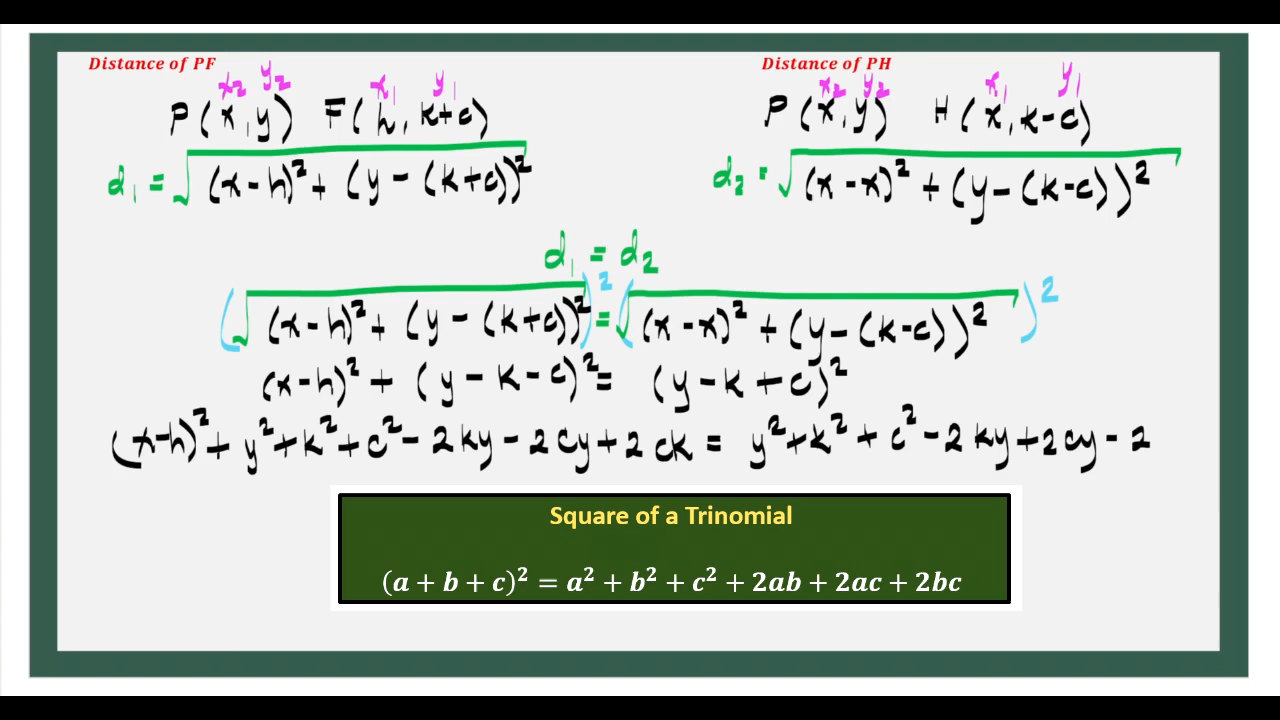 Distance of PF
x₂ y₂ x₁ y₁
P(x,y) F(h, k+c)
d₁ = √((x-h)² + (y-(k+c))²)
Distance of PH
x₂ y₂ x₁ y₁
P(x,y) H(x, k-c)
d₂ = √((x-x)² + (y-(k-c))²)
d₁ = d₂
(√((x-h)² + (y-(k+c))²))² = (√((x-x)² + (y-(k-c))²))²
(x-h)² + (y-k-c)² = (y-k+c)²
(x-h)² + y² + k² + c² - 2ky - 2cy + 2ck = y² + k² + c² - 2ky + 2cy - 2
Square of a Trinomial
(a + b + c)² = a² + b² + c² + 2ab + 2ac + 2bc